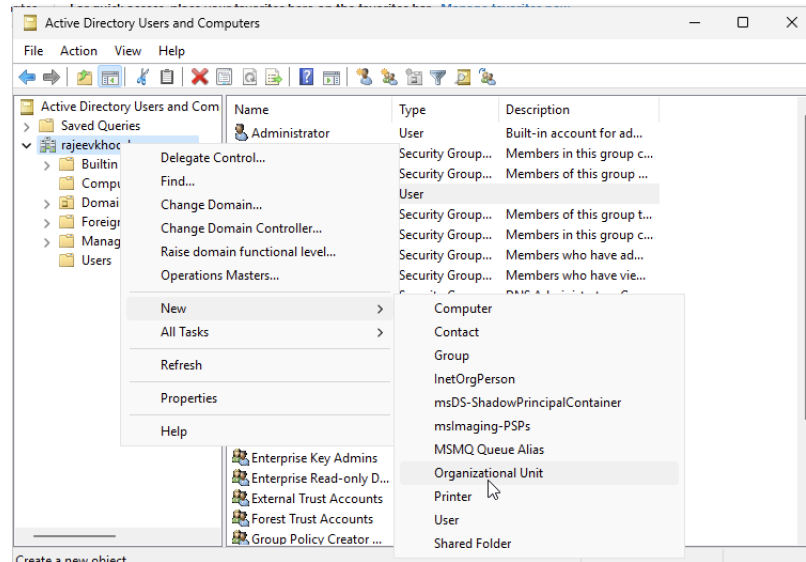 Active Directory Users and Computers
File Action View Help
Active Directory Users and Com
Saved Queries
Builtin
Users
Name Type Description
Administrator User Built-in account for ad...
Security Group... Members in this group c...
Security Group... Members of this group ...
User
Security Group... Members of this group t...
Security Group... Members in this group c...
Security Group... Members who have ad...
Security Group... Members who have vie...
Enterprise Key Admins
Enterprise Read-only D...
External Trust Accounts
Forest Trust Accounts
Group Policy Creator ...
Delegate Control...
Find...
Change Domain...
Change Domain Controller...
Raise domain functional level...
Operations Masters...
New
All Tasks
Refresh
Properties
Help
Computer
Contact
Group
InetOrgPerson
msDS-ShadowPrincipalContainer
msImaging-PSPs
MSMQ Queue Alias
Organizational Unit
Printer
User
Shared Folder
Create a new object